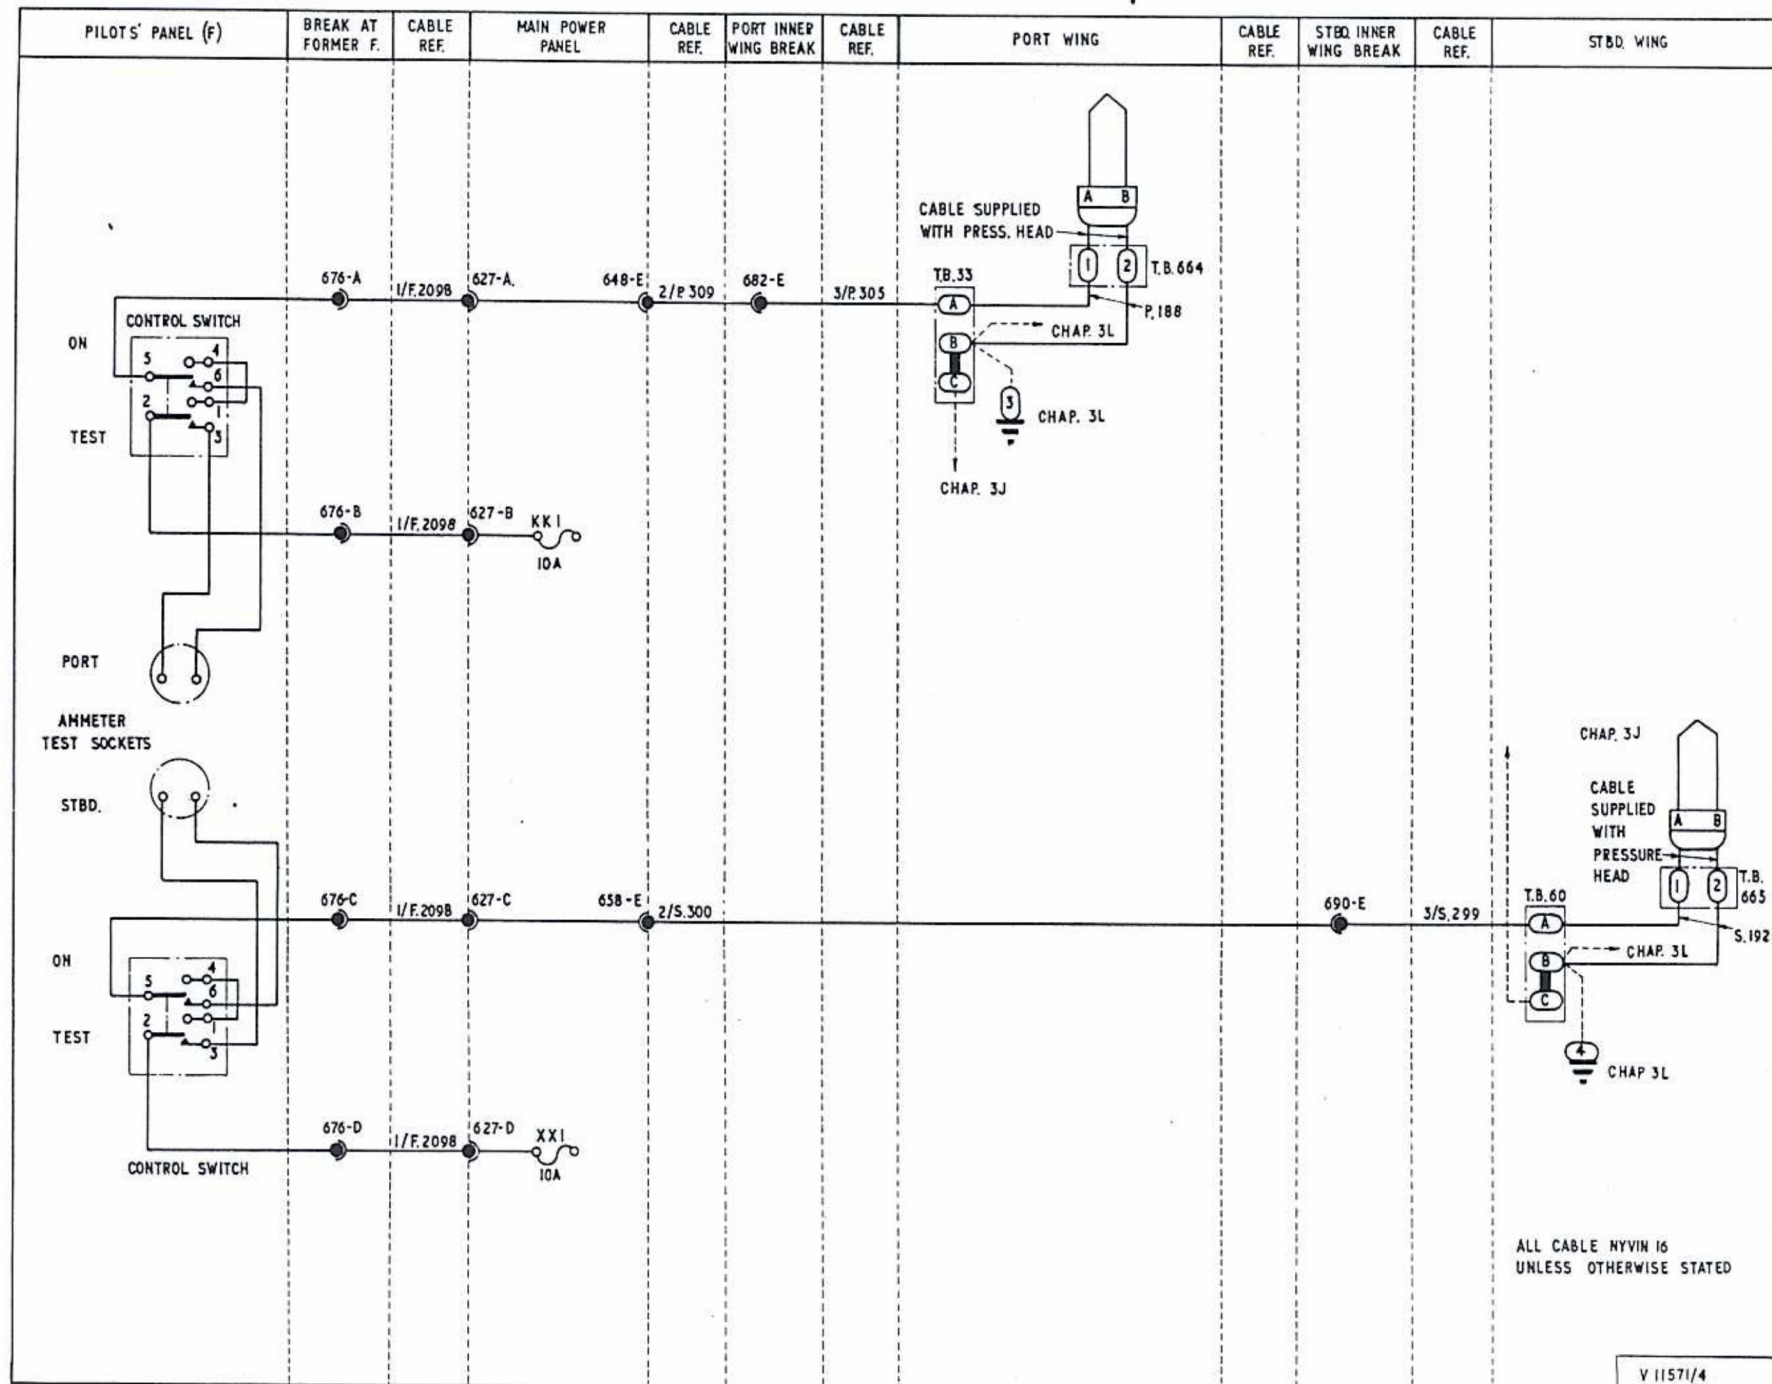 PILOTS' PANEL (F)
BREAK AT
FORMER F.
CABLE
REF.
MAIN POWER
PANEL
CABLE
REF.
PORT INNER
WING BREAK
CABLE
REF.
PORT WING
CABLE
REF.
STBD. INNER
WING BREAK
CABLE
REF.
STBD. WING
A B
CABLE SUPPLIED
WITH PRESS. HEAD
1 2
T.B. 664
676-A
1/F.2098
627-A.
648-E
2/P.309
682-E
3/P.305
T.B. 33
A
P.188
CONTROL SWITCH
ON
5
4
6
2
1
3
TEST
B
CHAP. 3L
C
3
CHAP. 3L
CHAP. 3J
676-B
1/F.2098
627-B
KK1
10A
PORT
AMMETER
TEST SOCKETS
STBD.
CHAP. 3J
CABLE
SUPPLIED
WITH
PRESSURE
HEAD
A B
1 2
T.B.
665
676-C
1/F.2098
627-C
658-E
2/S.300
690-E
3/S.299
T.B. 60
A
S.192
ON
5
4
6
2
1
3
TEST
B
CHAP. 3L
C
4
CHAP 3L
676-D
1/F.2098
627-D
XX1
10A
CONTROL SWITCH
ALL CABLE NYVIN 16
UNLESS OTHERWISE STATED
V 11571/4